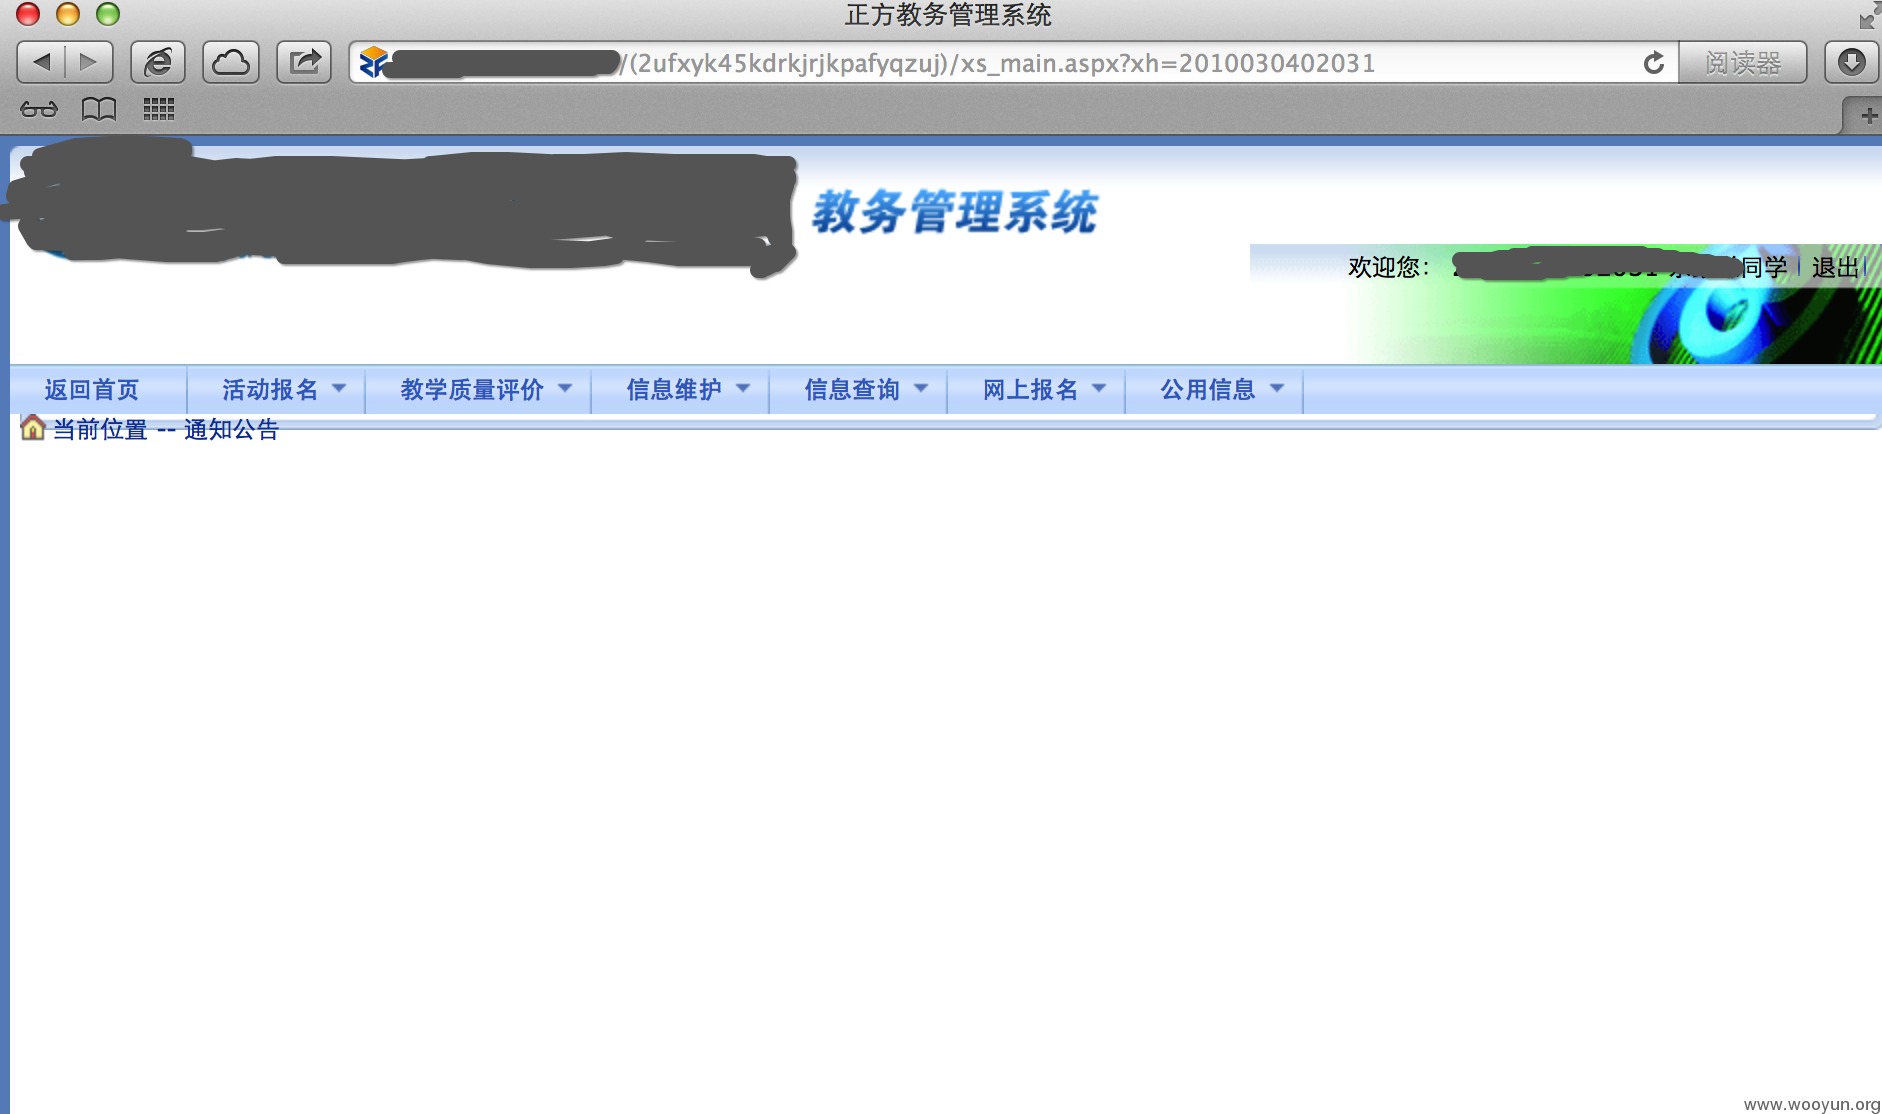 正方教务管理系统
/(2ufxyk45kdrkjrjkpafyqzuj)/xs_main.aspx?xh=2010030402031
阅读器
教务管理系统
欢迎您: 同学 退出
返回首页 活动报名 教学质量评价 信息维护 信息查询 网上报名 公用信息
当前位置 -- 通知公告
www.wooyun.org